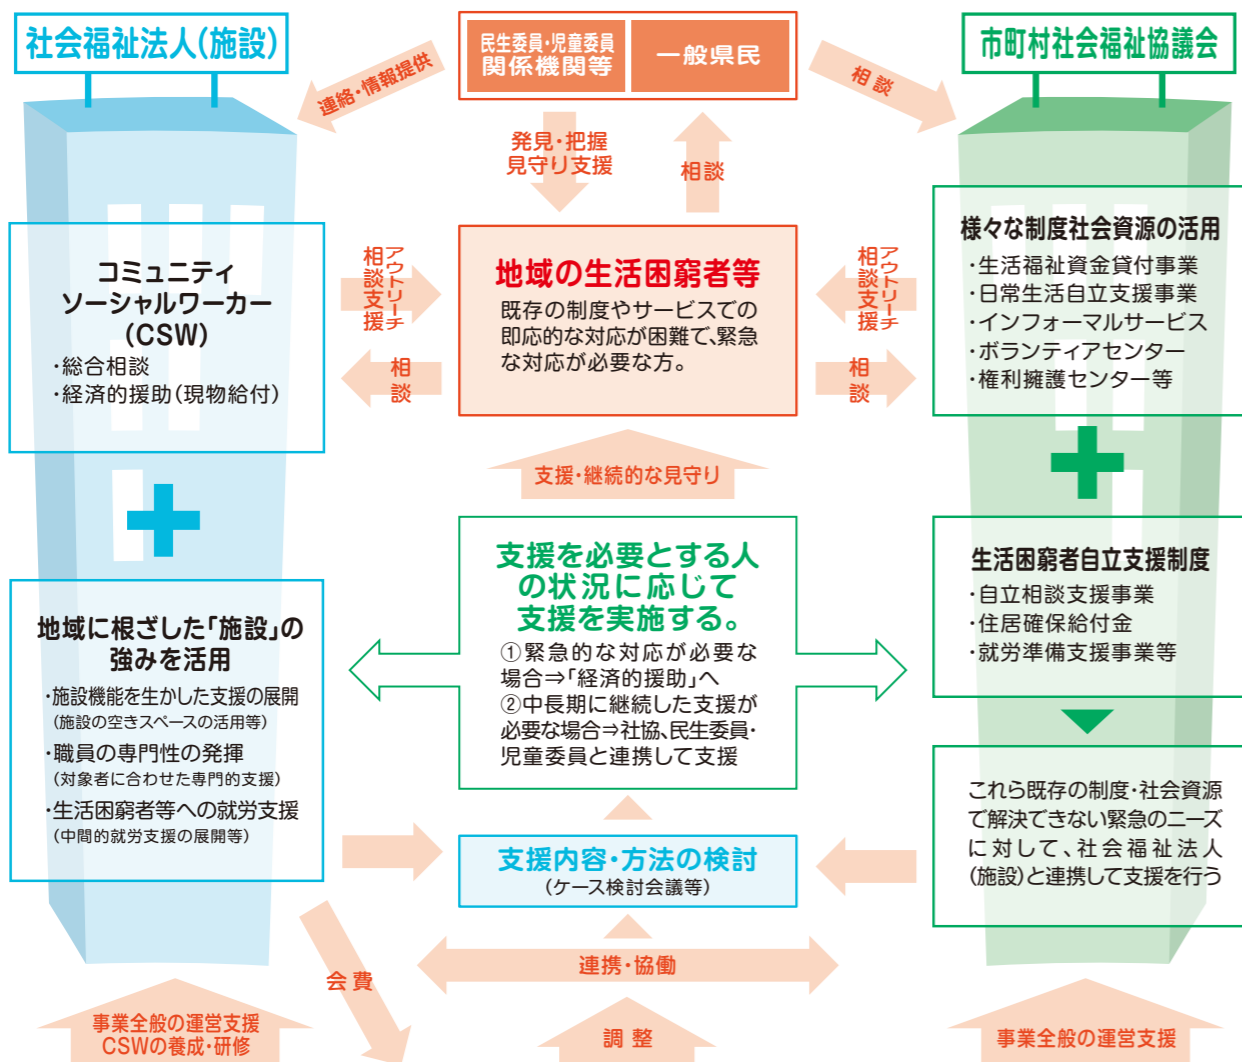 社会福祉法人(施設)
民生委員・児童委員
関係機関等
一般県民
市町村社会福祉協議会
連絡・情報提供
相談
発見・把握
見守り支援
相談
コミュニティ
ソーシャルワーカー
(CSW)
・総合相談
・経済的援助(現物給付)
アウトリーチ
相談支援
相談
地域の生活困窮者等
既存の制度やサービスでの
即応的な対応が困難で、緊急
な対応が必要な方。
アウトリーチ
相談支援
相談
様々な制度社会資源の活用
・生活福祉資金貸付事業
・日常生活自立支援事業
・インフォーマルサービス
・ボランティアセンター
・権利擁護センター等
支援・継続的な見守り
地域に根ざした「施設」の
強みを活用
・施設機能を生かした支援の展開
(施設の空きスペースの活用等)
・職員の専門性の発揮
(対象者に合わせた専門的支援)
・生活困窮者等への就労支援
(中間的就労支援の展開等)
支援を必要とする人
の状況に応じて
支援を実施する。
①緊急的な対応が必要な
場合⇒「経済的援助」へ
②中長期に継続した支援が
必要な場合⇒社協、民生委員・
児童委員と連携して支援
生活困窮者自立支援制度
・自立相談支援事業
・住居確保給付金
・就労準備支援事業等
これら既存の制度・社会資源
で解決できない緊急のニーズ
に対して、社会福祉法人
(施設)と連携して支援を行う
支援内容・方法の検討
(ケース検討会議等)
連携・協働
会費
事業全般の運営支援
CSWの養成・研修
調整
事業全般の運営支援